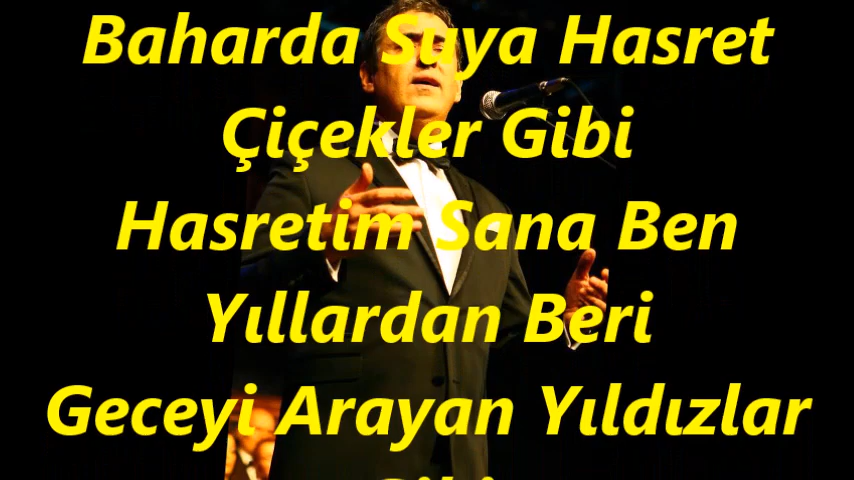 Baharda Suya Hasret
Çiçekler Gibi
Hasretim Sana Ben
Yıllardan Beri
Geceyi Arayan Yıldızlar